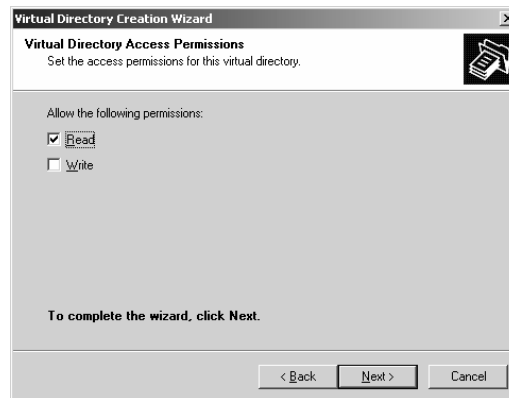 Virtual Directory Creation Wizard
Virtual Directory Access Permissions
Set the access permissions for this virtual directory.
Allow the following permissions:
Read
Write
To complete the wizard, click Next.
< Back Next > Cancel